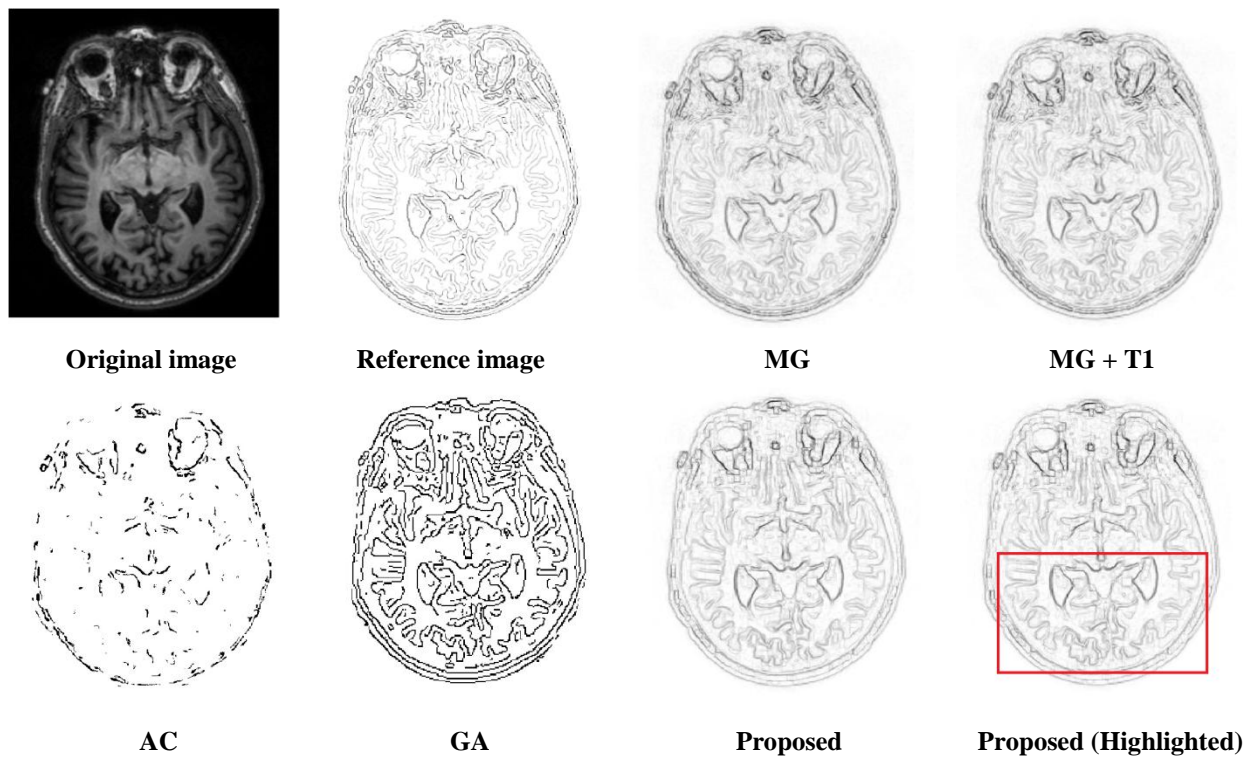 Original image
Reference image
MG
MG + T1
AC
GA
Proposed
Proposed (Highlighted)